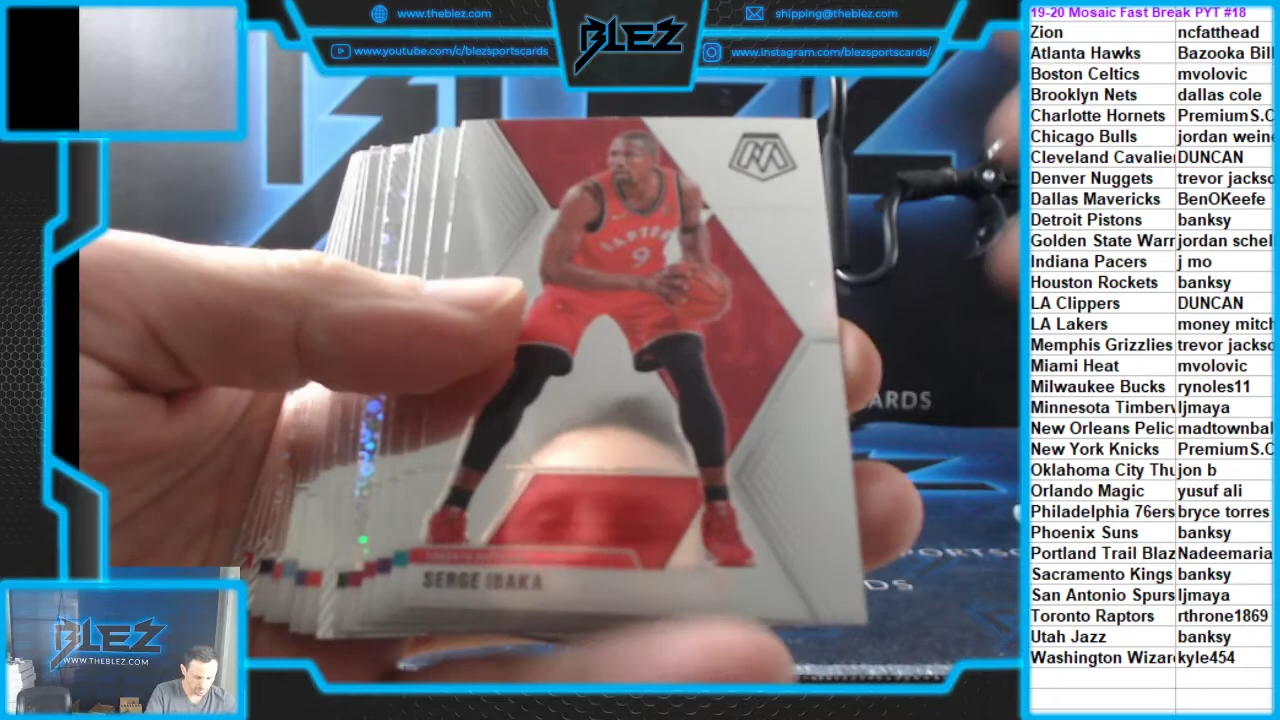 www.theblez.com
shipping@theblez.com
www.youtube.com/c/blezsportscards
www.instagram.com/blezsportscards/
BLEZ
19-20 Mosaic Fast Break PYT #18
Zion ncfatthead
Atlanta Hawks Bazooka Bill
Boston Celtics mvolovic
Brooklyn Nets dallas cole
Charlotte Hornets PremiumS.C
Chicago Bulls jordan wein
Cleveland Cavalier DUNCAN
Denver Nuggets trevor jackso
Dallas Mavericks BenOKeefe
Detroit Pistons banksy
Golden State Warr jordan schel
Indiana Pacers j mo
Houston Rockets banksy
LA Clippers DUNCAN
LA Lakers money mitch
Memphis Grizzlies trevor jackso
Miami Heat mvolovic
Milwaukee Bucks rynoles11
Minnesota Timberv ljmaya
New Orleans Pelic madtownbal
New York Knicks PremiumS.C
Oklahoma City Thu jon b
Orlando Magic yusuf ali
Philadelphia 76ers bryce torres
Phoenix Suns banksy
Portland Trail Blaz Nadeemaria
Sacramento Kings banksy
San Antonio Spurs ljmaya
Toronto Raptors rthrone1869
Utah Jazz banksy
Washington Wizar kyle454
RAPTORS
9
SERGE IBAKA
ARDS
PORTS
DS
BLEZ
WWW.THEBLEZ.COM